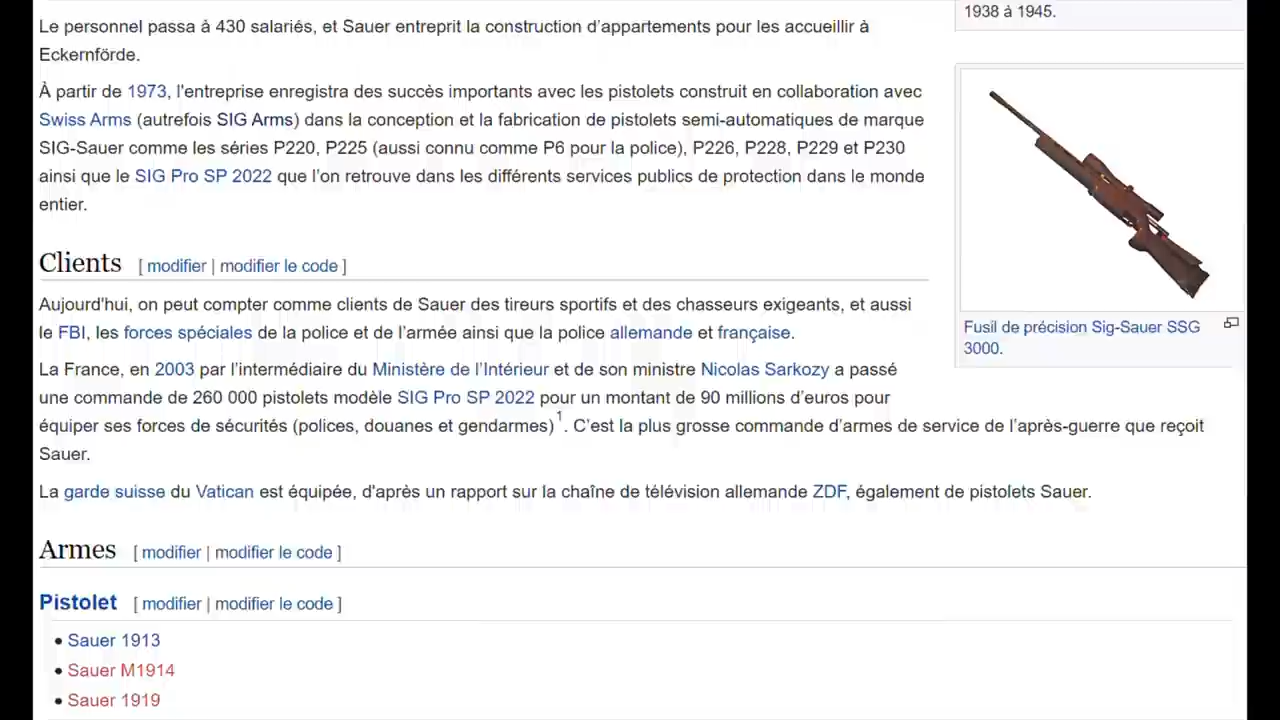 1938 à 1945.
Le personnel passa à 430 salariés, et Sauer entreprit la construction d’appartements pour les accueillir à
Eckernförde.
À partir de 1973, l'entreprise enregistra des succès importants avec les pistolets construit en collaboration avec
Swiss Arms (autrefois SIG Arms) dans la conception et la fabrication de pistolets semi-automatiques de marque
SIG-Sauer comme les séries P220, P225 (aussi connu comme P6 pour la police), P226, P228, P229 et P230
ainsi que le SIG Pro SP 2022 que l’on retrouve dans les différents services publics de protection dans le monde
entier.
Fusil de précision Sig-Sauer SSG
3000.
Clients [ modifier | modifier le code ]
Aujourd'hui, on peut compter comme clients de Sauer des tireurs sportifs et des chasseurs exigeants, et aussi
le FBI, les forces spéciales de la police et de l’armée ainsi que la police allemande et française.
La France, en 2003 par l’intermédiaire du Ministère de l’Intérieur et de son ministre Nicolas Sarkozy a passé
une commande de 260 000 pistolets modèle SIG Pro SP 2022 pour un montant de 90 millions d’euros pour
équiper ses forces de sécurités (polices, douanes et gendarmes)1. C’est la plus grosse commande d’armes de service de l’après-guerre que reçoit
Sauer.
La garde suisse du Vatican est équipée, d'après un rapport sur la chaîne de télévision allemande ZDF, également de pistolets Sauer.
Armes [ modifier | modifier le code ]
Pistolet [ modifier | modifier le code ]
• Sauer 1913
• Sauer M1914
• Sauer 1919